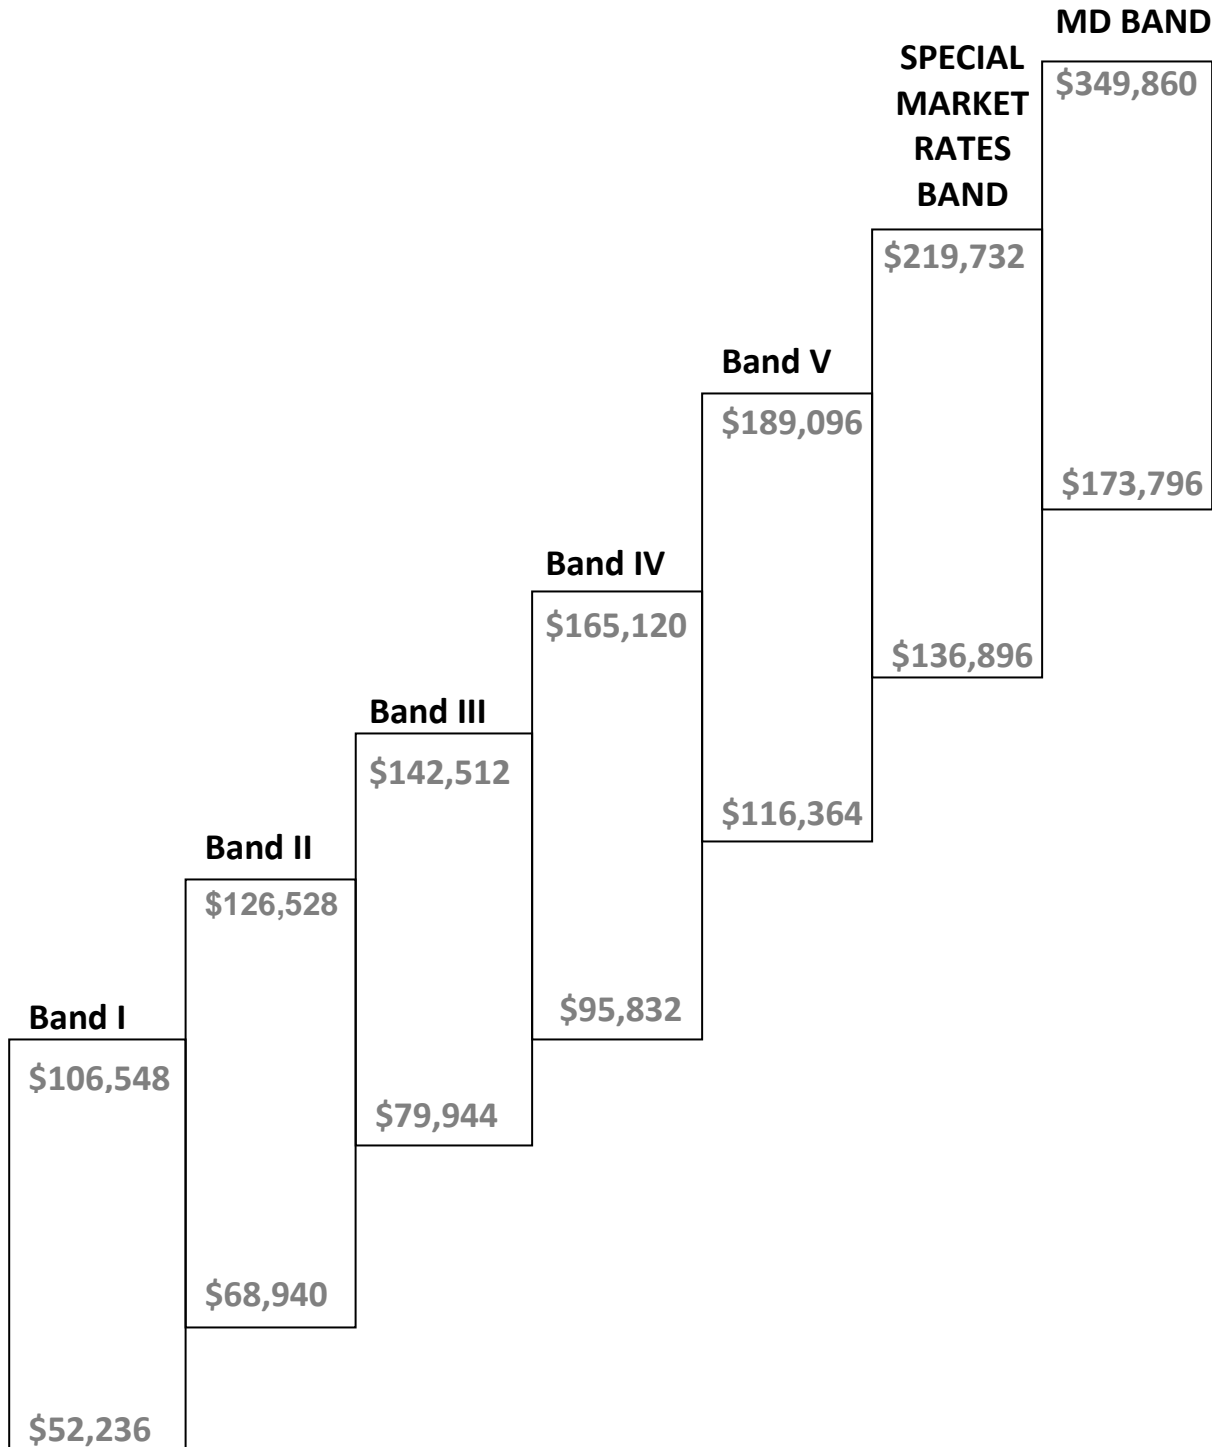 MD BAND
$349,860
$173,796
SPECIAL
MARKET
RATES
BAND
$219,732
$136,896
Band V
$189,096
$116,364
Band IV
$165,120
$95,832
Band III
$142,512
$79,944
Band II
$126,528
$68,940
Band I
$106,548
$52,236